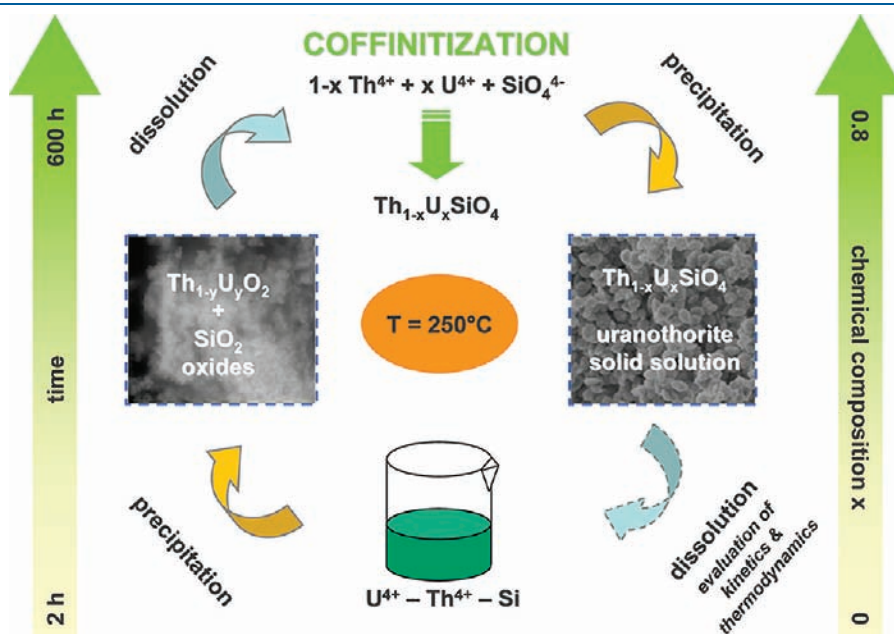 COFFINITIZATION
1-x Th⁴⁺ + x U⁴⁺ + SiO₄⁴⁻
dissolution
precipitation
600 h
time
2 h
0.8
chemical composition x
0
Th₁₋ₓUₓSiO₄
Th₁₋yUyO₂
+
SiO₂
oxides
T = 250°C
Th₁₋ₓUₓSiO₄
uranothorite
solid solution
precipitation
U⁴⁺ – Th⁴⁺ – Si
dissolution
evaluation of
kinetics &
thermodynamics